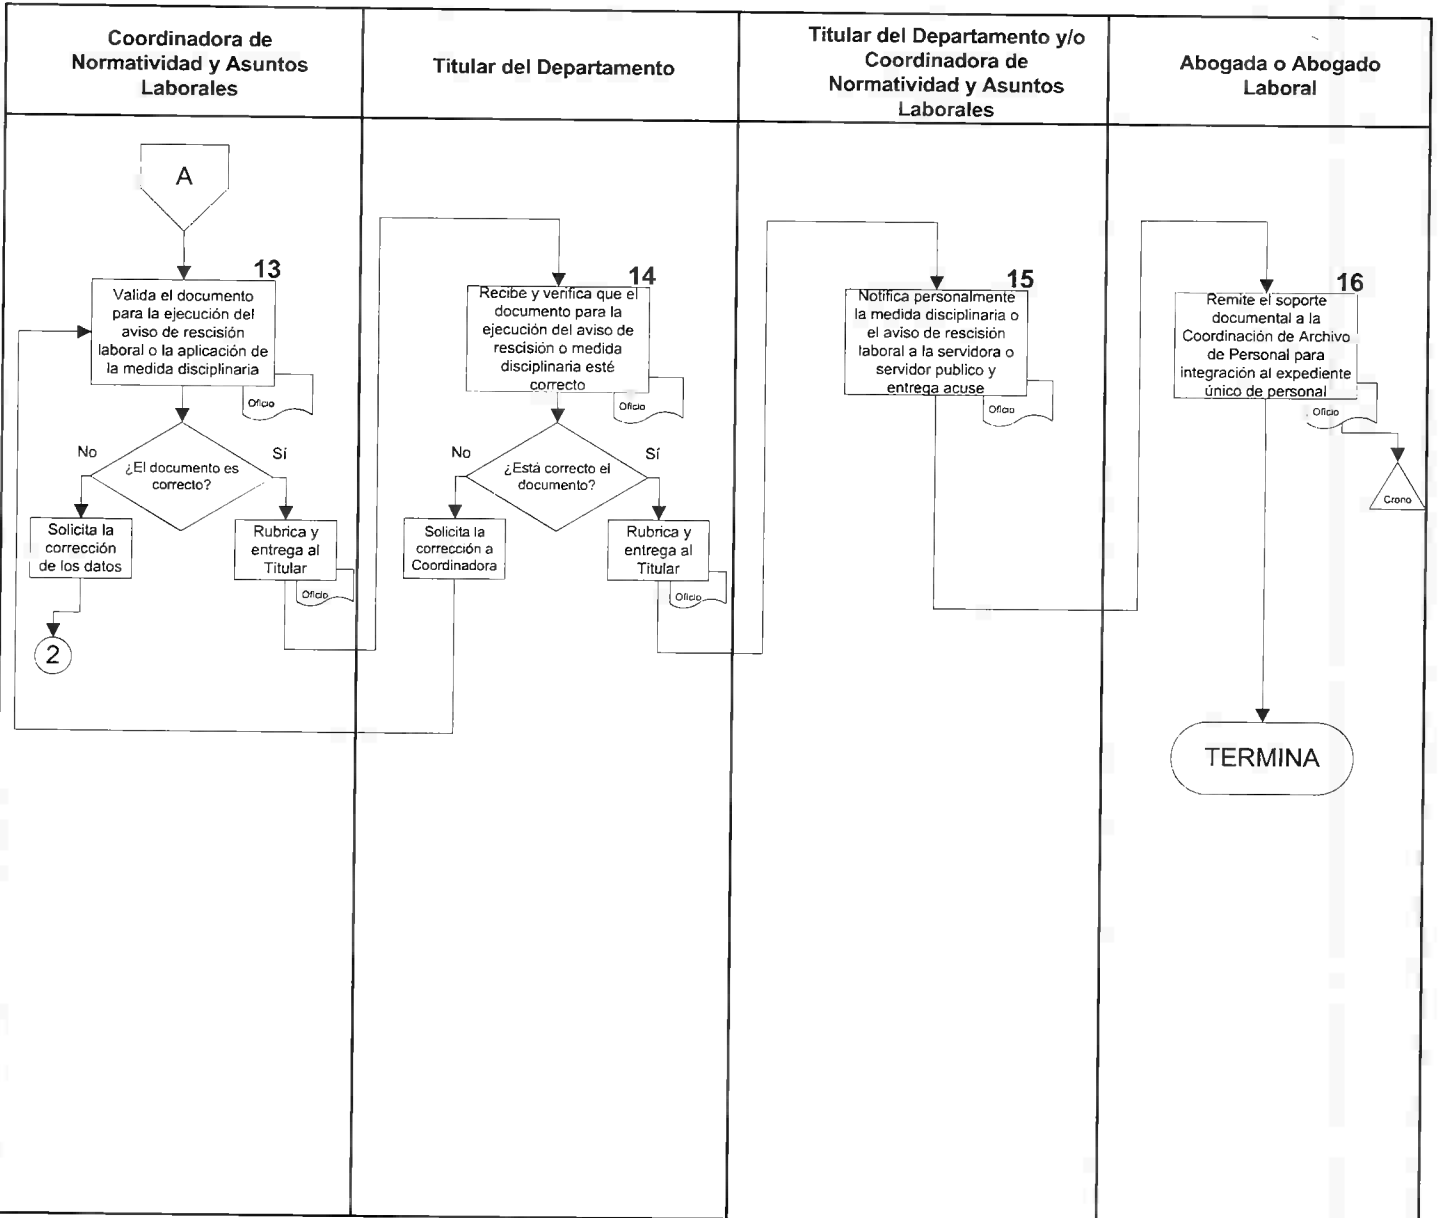 Coordinadora de
Normatividad y Asuntos
Laborales
Titular del Departamento
Titular del Departamento y/o
Coordinadora de
Normatividad y Asuntos
Laborales
Abogada o Abogado
Laboral
A
13
Valida el documento
para la ejecución del
aviso de rescisión
laboral o la aplicación de
la medida disciplinaria
Oficio
¿El documento es
correcto?
No
Sí
Solicita la
corrección
de los datos
Rubrica y
entrega al
Titular
Oficio
2
14
Recibe y verifica que el
documento para la
ejecución del aviso de
rescisión o medida
disciplinaria esté
correcto
Oficio
¿Está correcto el
documento?
No
Sí
Solicita la
corrección a
Coordinadora
Rubrica y
entrega al
Titular
Oficio
15
Notifica personalmente
la medida disciplinaria o
el aviso de rescisión
laboral a la servidora o
servidor publico y
entrega acuse
Oficio
16
Remite el soporte
documental a la
Coordinación de Archivo
de Personal para
integración al expediente
único de personal
Oficio
Crono
TERMINA